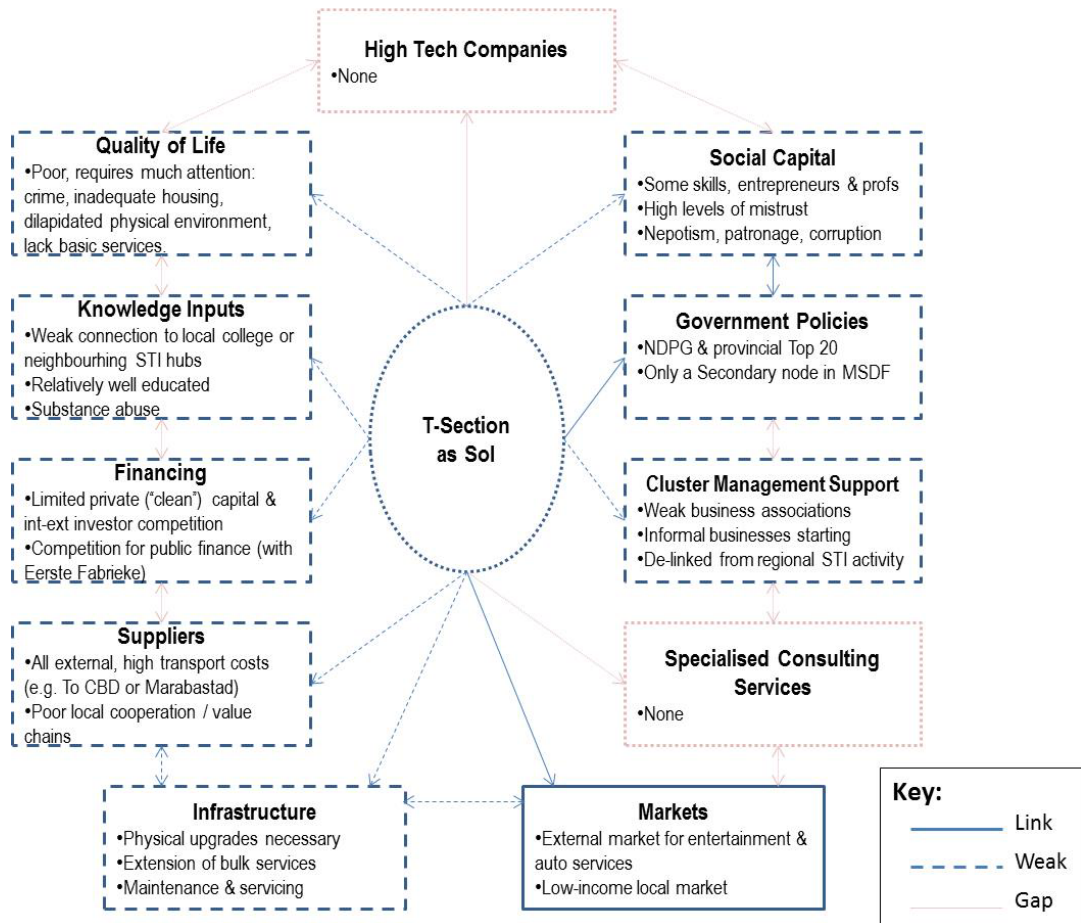 High Tech Companies
•None
Quality of Life
•Poor, requires much attention:
crime, inadequate housing,
dilapidated physical environment,
lack basic services.
Social Capital
•Some skills, entrepreneurs & profs
•High levels of mistrust
•Nepotism, patronage, corruption
Knowledge Inputs
•Weak connection to local college or
neighbourhing STI hubs
•Relatively well educated
•Substance abuse
Government Policies
•NDPG & provincial Top 20
•Only a Secondary node in MSDF
T-Section
as SoI
Financing
•Limited private ("clean") capital &
int-ext investor competition
•Competition for public finance (with
Eerste Fabrieke)
Cluster Management Support
•Weak business associations
•Informal businesses starting
•De-linked from regional STI activity
Suppliers
•All external, high transport costs
(e.g. To CBD or Marabastad)
•Poor local cooperation / value
chains
Specialised Consulting
Services
•None
Infrastructure
•Physical upgrades necessary
•Extension of bulk services
•Maintenance & servicing
Markets
•External market for entertainment &
auto services
•Low-income local market
Key:
Link
Weak
Gap